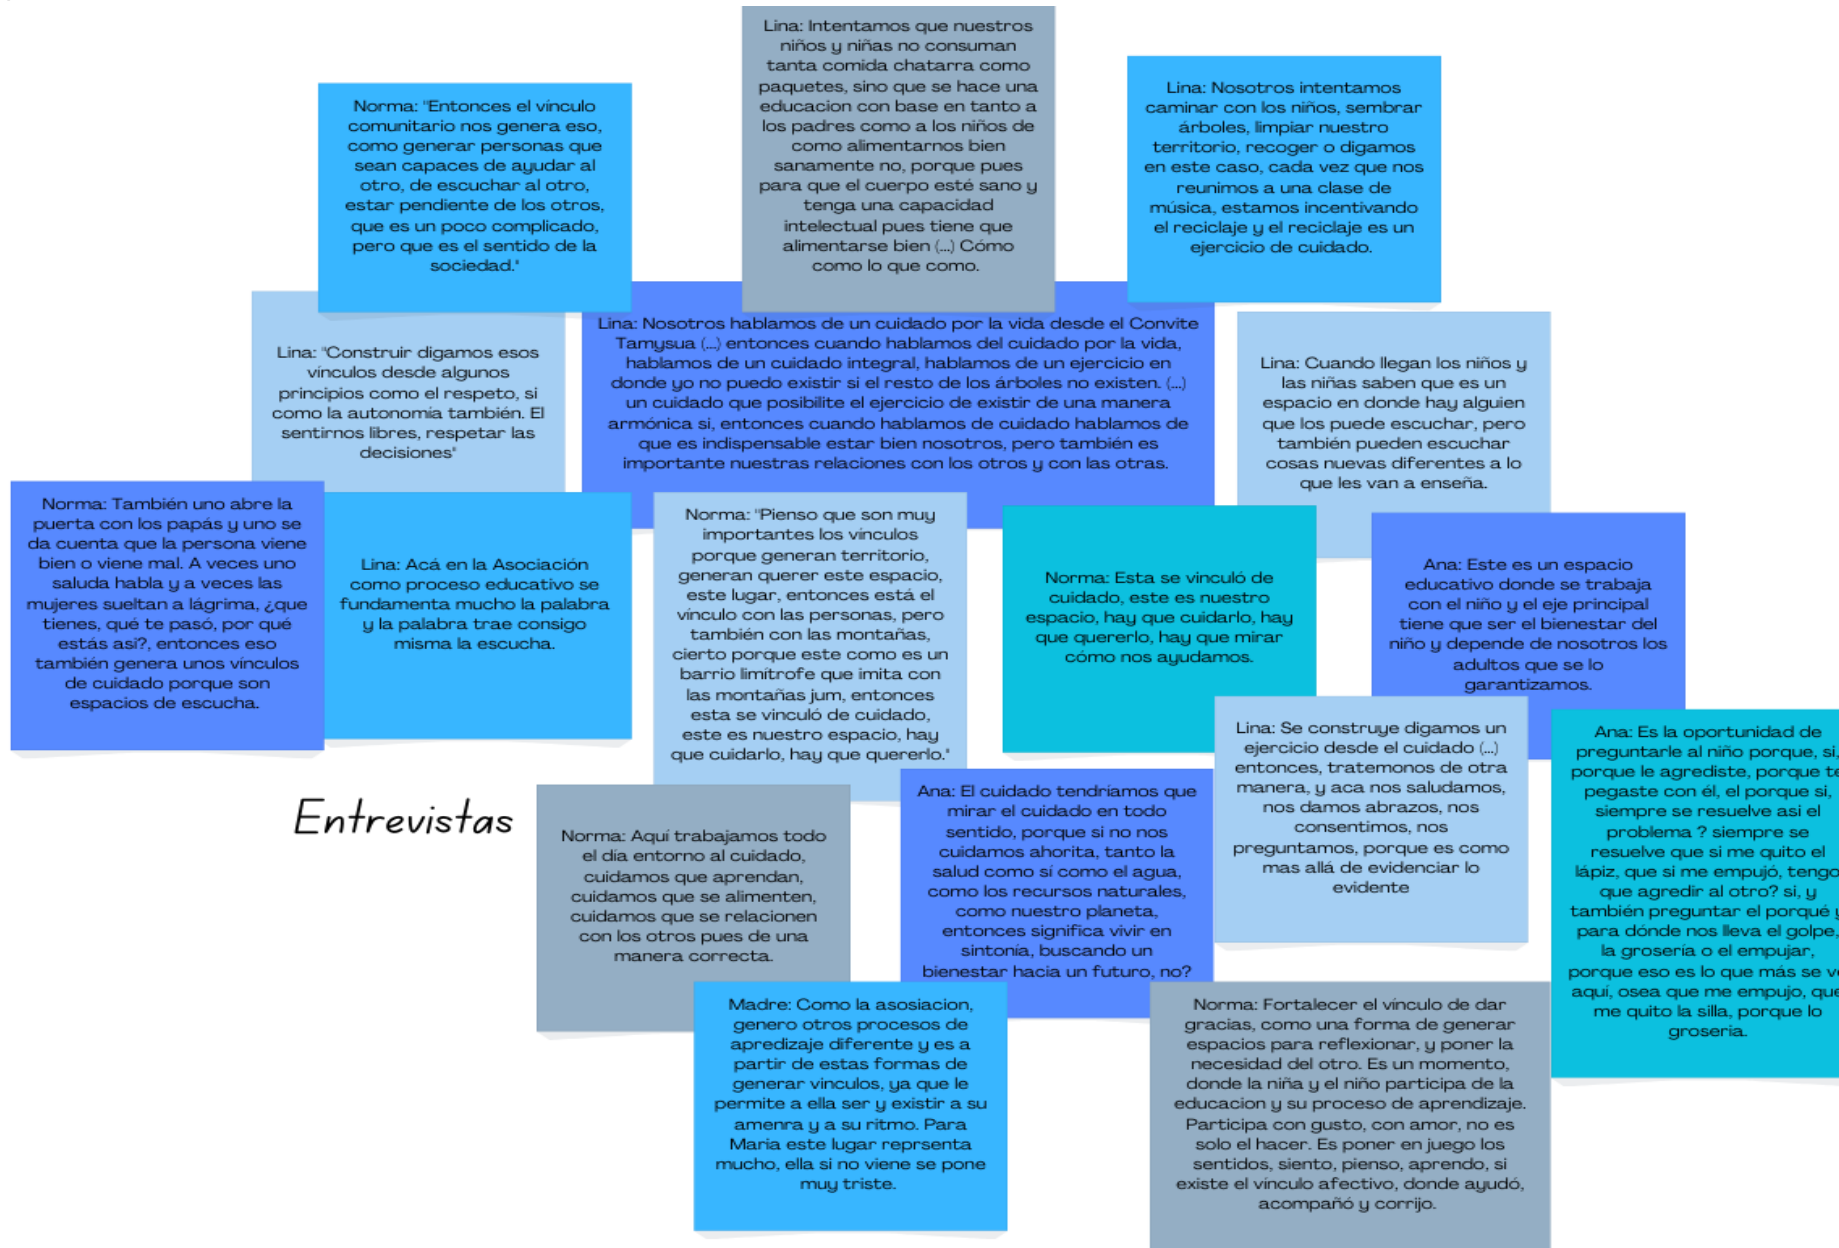 Lina: Intentamos que nuestros
niños y niñas no consuman
tanta comida chatarra como
paquetes, sino que se hace una
educacion con base en tanto a
los padres como a los niños de
como alimentarnos bien
sanamente no, porque pues
para que el cuerpo esté sano y
tenga una capacidad
intelectual pues tiene que
alimentarse bien (...) Cómo
como lo que como.
Norma: "Entonces el vínculo
comunitario nos genera eso,
como generar personas que
sean capaces de ayudar al
otro, de escuchar al otro,
estar pendiente de los otros,
que es un poco complicado,
pero que es el sentido de la
sociedad."
Lina: Nosotros intentamos
caminar con los niños, sembrar
árboles, limpiar nuestro
territorio, recoger o digamos
en este caso, cada vez que nos
reunimos a una clase de
música, estamos incentivando
el reciclaje y el reciclaje es un
ejercicio de cuidado.
Lina: "Construir digamos esos
vínculos desde algunos
principios como el respeto, si
como la autonomía también. El
sentirnos libres, respetar las
decisiones"
Lina: Nosotros hablamos de un cuidado por la vida desde el Convite
Tamysua (...) entonces cuando hablamos del cuidado por la vida,
hablamos de un cuidado integral, hablamos de un ejercicio en
donde yo no puedo existir si el resto de los árboles no existen. (...)
un cuidado que posibilite el ejercicio de existir de una manera
armónica si, entonces cuando hablamos de cuidado hablamos de
que es indispensable estar bien nosotros, pero también es
importante nuestras relaciones con los otros y con las otras.
Lina: Cuando llegan los niños y
las niñas saben que es un
espacio en donde hay alguien
que los puede escuchar, pero
también pueden escuchar
cosas nuevas diferentes a lo
que les van a enseña.
Norma: También uno abre la
puerta con los papás y uno se
da cuenta que la persona viene
bien o viene mal. A veces uno
saluda habla y a veces las
mujeres sueltan a lágrima, ¿que
tienes, qué te pasó, por qué
estás asi?, entonces eso
también genera unos vínculos
de cuidado porque son
espacios de escucha.
Lina: Acá en la Asociación
como proceso educativo se
fundamenta mucho la palabra
y la palabra trae consigo
misma la escucha.
Norma: "Pienso que son muy
importantes los vínculos
porque generan territorio,
generan querer este espacio,
este lugar, entonces está el
vínculo con las personas, pero
también con las montañas,
cierto porque este como es un
barrio limítrofe que imita con
las montañas jum, entonces
esta se vinculó de cuidado,
este es nuestro espacio, hay
que cuidarlo, hay que quererlo."
Norma: Esta se vinculó de
cuidado, este es nuestro
espacio, hay que cuidarlo, hay
que quererlo, hay que mirar
cómo nos ayudamos.
Ana: Este es un espacio
educativo donde se trabaja
con el niño y el eje principal
tiene que ser el bienestar del
niño y depende de nosotros los
adultos que se lo
garantizamos.
Lina: Se construye digamos un
ejercicio desde el cuidado (...)
entonces, tratemonos de otra
manera, y aca nos saludamos,
nos damos abrazos, nos
consentimos, nos
preguntamos, porque es como
mas allá de evidenciar lo
evidente
Ana: Es la oportunidad de
preguntarle al niño porque, si,
porque le agrediste, porque te
pegaste con él, el porque si,
siempre se resuelve asi el
problema ? siempre se
resuelve que si me quito el
lápiz, que si me empujó, tengo
que agredir al otro? si, y
también preguntar el porqué y
para dónde nos lleva el golpe,
la grosería o el empujar,
porque eso es lo que más se ve
aquí, osea que me empujo, que
me quito la silla, porque lo
groseria.
Entrevistas
Norma: Aquí trabajamos todo
el día entorno al cuidado,
cuidamos que aprendan,
cuidamos que se alimenten,
cuidamos que se relacionen
con los otros pues de una
manera correcta.
Ana: El cuidado tendríamos que
mirar el cuidado en todo
sentido, porque si no nos
cuidamos ahorita, tanto la
salud como sí como el agua,
como los recursos naturales,
como nuestro planeta,
entonces significa vivir en
sintonía, buscando un
bienestar hacia un futuro, no?
Madre: Como la asosiacion,
genero otros procesos de
apredizaje diferente y es a
partir de estas formas de
generar vinculos, ya que le
permite a ella ser y existir a su
amenra y a su ritmo. Para
Maria este lugar reprsenta
mucho, ella si no viene se pone
muy triste.
Norma: Fortalecer el vínculo de dar
gracias, como una forma de generar
espacios para reflexionar, y poner la
necesidad del otro. Es un momento,
donde la niña y el niño participa de la
educacion y su proceso de aprendizaje.
Participa con gusto, con amor, no es
solo el hacer. Es poner en juego los
sentidos, siento, pienso, aprendo, si
existe el vínculo afectivo, donde ayudó,
acompañó y corrijo.